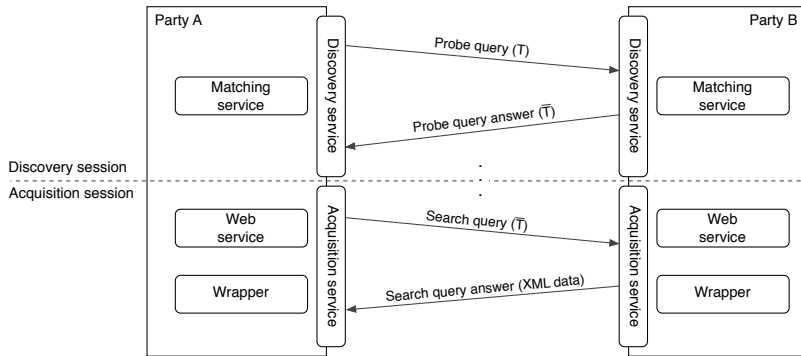 Party A
Party B
Discovery service
Discovery service
Probe query (T)
Matching
service
Matching
service
Probe query answer (T̅)
Discovery session
Acquisition session
Acquisition service
Acquisition service
Search query (T̅)
Web
service
Web
service
Search query answer (XML data)
Wrapper
Wrapper